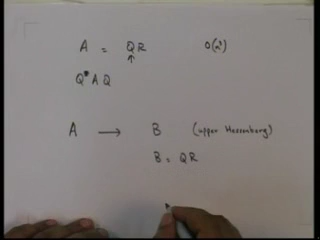 A = QR O(n³)
↑
Q* A Q
A ⟶ B (upper Hessenberg)
B = QR